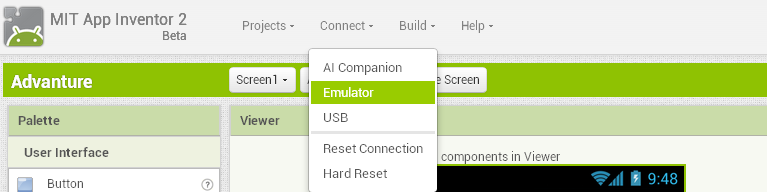 MIT App Inventor 2
Beta
Projects Connect Build Help
AI Companion
Emulator
USB
Reset Connection
Hard Reset
Advanture
Screen1
Screen
Palette
Viewer
User Interface
Button ?
components in Viewer
9:48